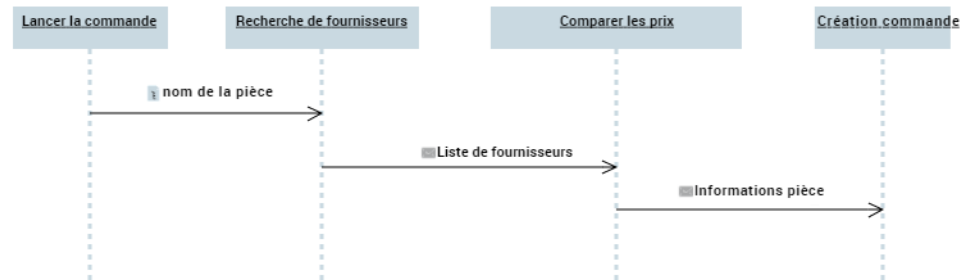 Lancer la commande
Recherche de fournisseurs
Comparer les prix
Création commande
nom de la pièce
Liste de fournisseurs
Informations pièce